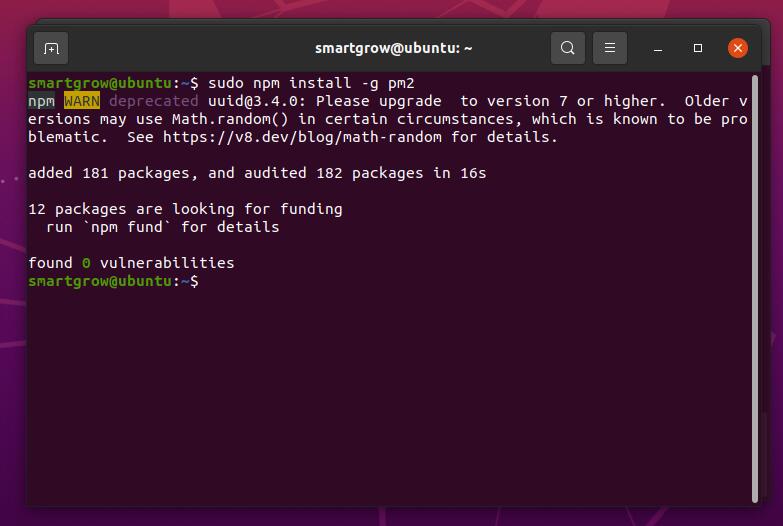 smartgrow@ubuntu: ~
smartgrow@ubuntu:~$ sudo npm install -g pm2
npm WARN deprecated uuid@3.4.0: Please upgrade  to version 7 or higher.  Older v
ersions may use Math.random() in certain circumstances, which is known to be pro
blematic.  See https://v8.dev/blog/math-random for details.
added 181 packages, and audited 182 packages in 16s
12 packages are looking for funding
  run `npm fund` for details
found 0 vulnerabilities
smartgrow@ubuntu:~$